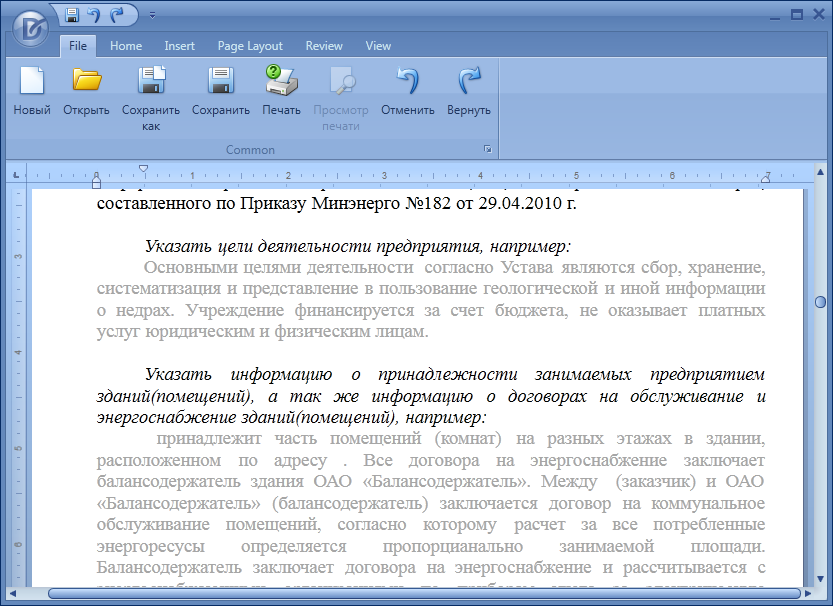 File Home Insert Page Layout Review View
Новый Открыть Сохранить как Сохранить Печать Просмотр печати Отменить Вернуть
Common
составленного по Приказу Минэнерго №182 от 29.04.2010 г.
Указать цели деятельности предприятия, например:
Основными целями деятельности согласно Устава являются сбор, хранение,
систематизация и представление в пользование геологической и иной информации
о недрах. Учреждение финансируется за счет бюджета, не оказывает платных
услуг юридическим и физическим лицам.
Указать информацию о принадлежности занимаемых предприятием
зданий(помещений), а так же информацию о договорах на обслуживание и
энергоснабжение зданий(помещений), например:
принадлежит часть помещений (комнат) на разных этажах в здании,
расположенном по адресу . Все договора на энергоснабжение заключает
балансодержатель здания ОАО «Балансодержатель». Между (заказчик) и ОАО
«Балансодержатель» (балансодержатель) заключается договор на коммунальное
обслуживание помещений, согласно которому расчет за все потребленные
энергоресурсы определяется пропорцианально занимаемой площади.
Балансодержатель заключает договора на энергоснабжение и рассчитывается с